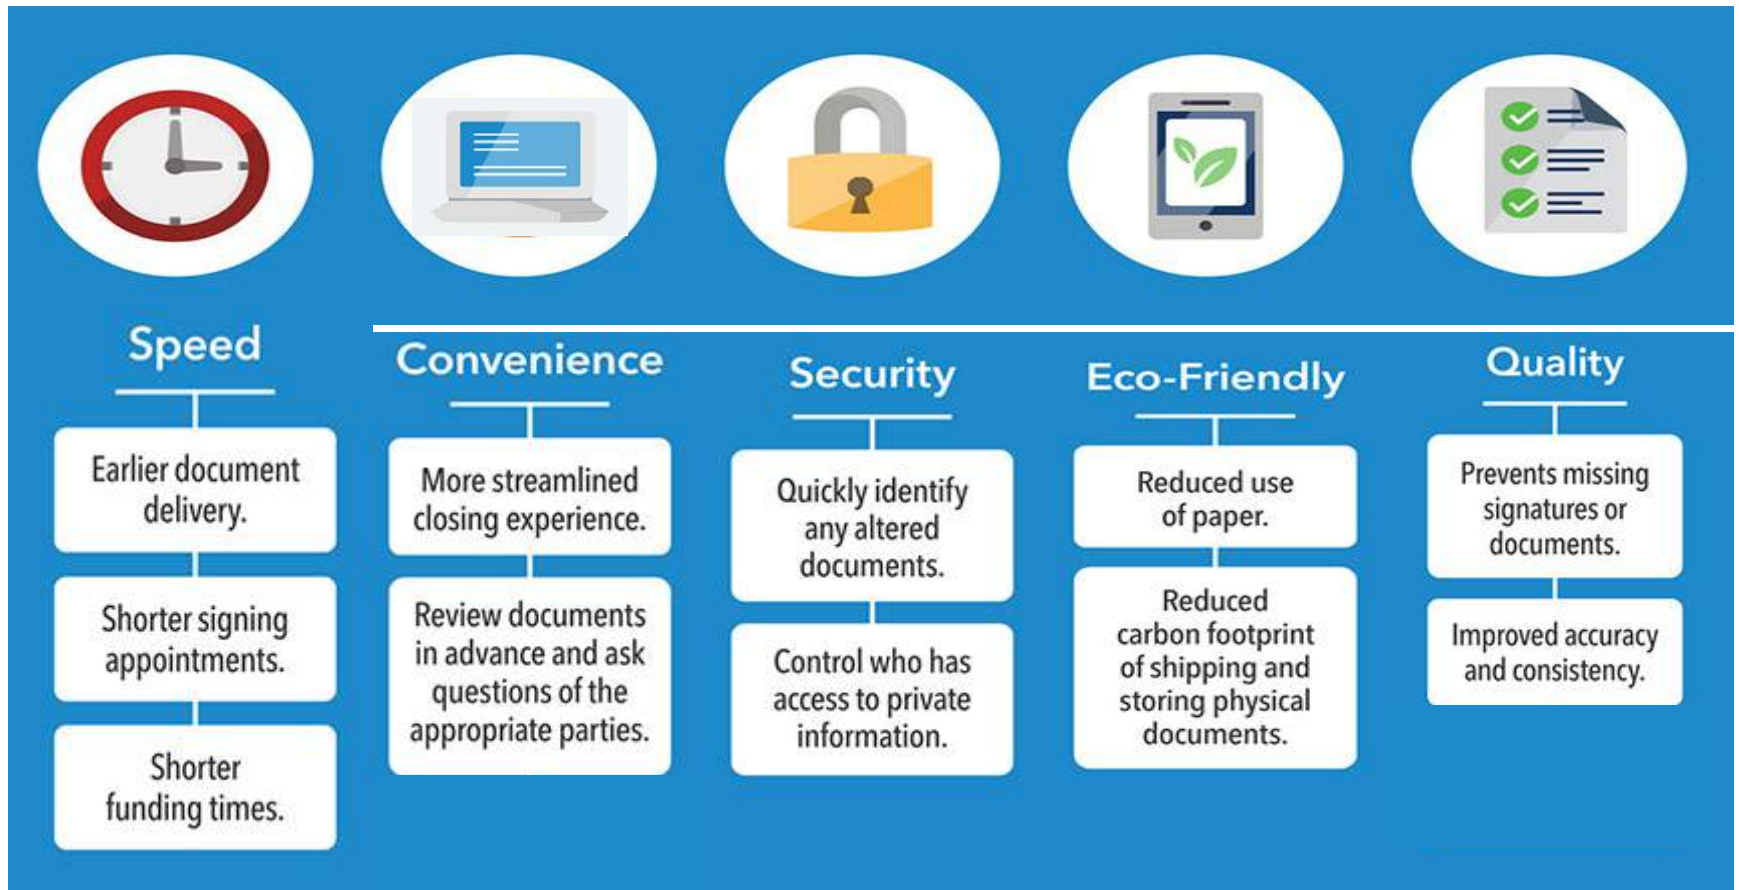 Speed
Earlier document
delivery.
Shorter signing
appointments.
Shorter
funding times.
Convenience
More streamlined
closing experience.
Review documents
in advance and ask
questions of the
appropriate parties.
Security
Quickly identify
any altered
documents.
Control who has
access to private
information.
Eco-Friendly
Reduced use
of paper.
Reduced
carbon footprint
of shipping and
storing physical
documents.
Quality
Prevents missing
signatures or
documents.
Improved accuracy
and consistency.